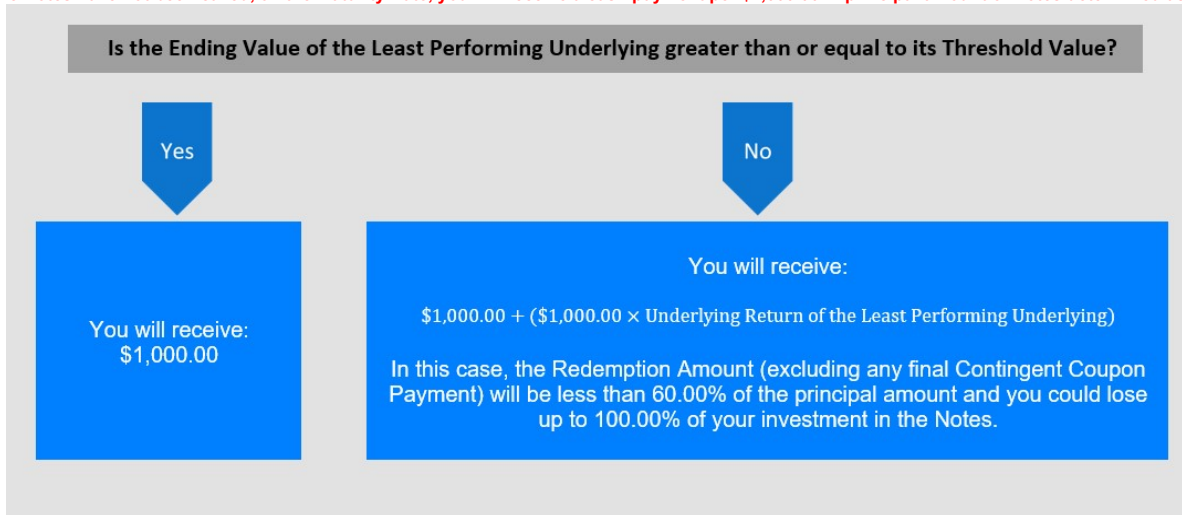 Is the Ending Value of the Least Performing Underlying greater than or equal to its Threshold Value?
Yes
No
You will receive:
$1,000.00
You will receive:
$1,000.00 + ($1,000.00 × Underlying Return of the Least Performing Underlying)
In this case, the Redemption Amount (excluding any final Contingent Coupon
Payment) will be less than 60.00% of the principal amount and you could lose
up to 100.00% of your investment in the Notes.